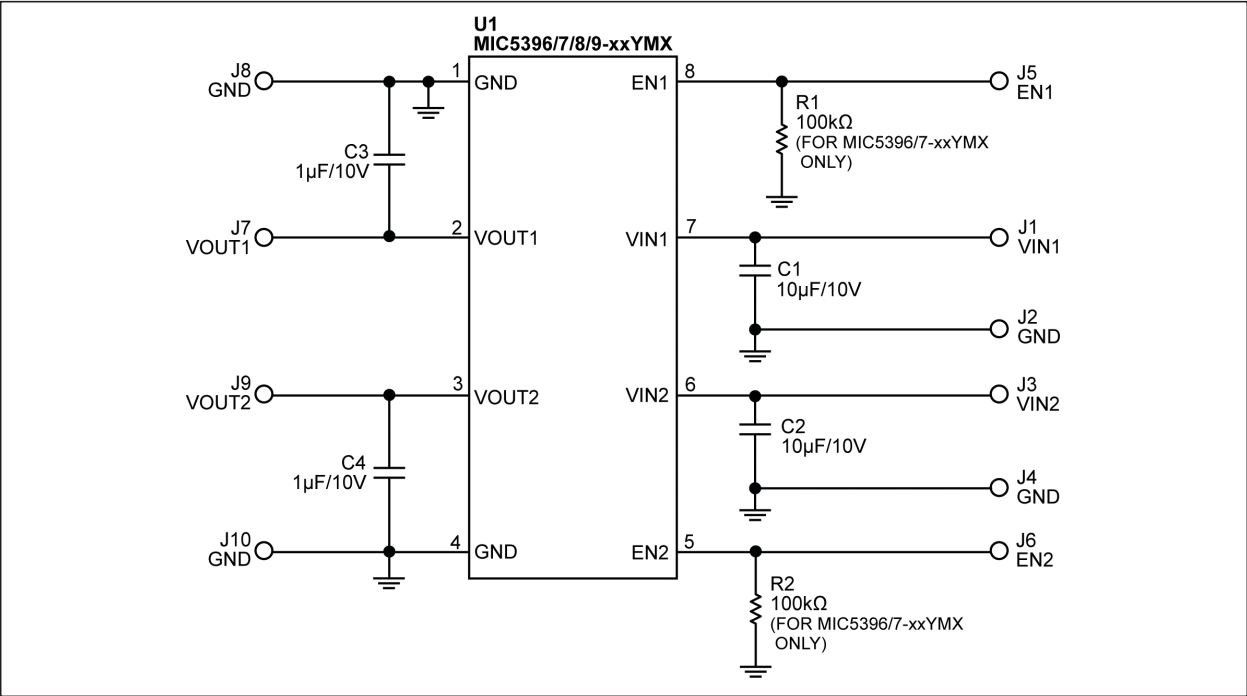 U1
MIC5396/7/8/9-xxYMX
J8
GND
1
GND
C3
1µF/10V
J7
VOUT1
2
VOUT1
J9
VOUT2
3
VOUT2
C4
1µF/10V
J10
GND
4
GND
EN1
8
J5
EN1
R1
100kΩ
(FOR MIC5396/7-xxYMX
ONLY)
VIN1
7
J1
VIN1
C1
10µF/10V
J2
GND
VIN2
6
J3
VIN2
C2
10µF/10V
J4
GND
EN2
5
J6
EN2
R2
100kΩ
(FOR MIC5396/7-xxYMX
ONLY)